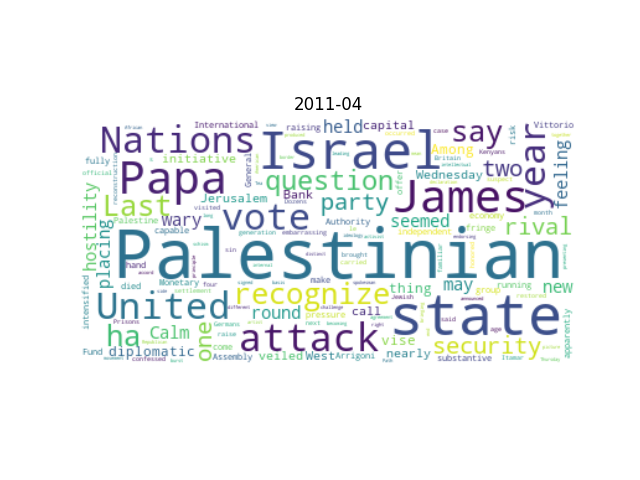 2011-04
International
raising
held
capital
Vittorio
Nations
Israel
say
year
risk
case
Among
Kenyans
fully
initiative
General
Papa
question
two
feeling
official
Wednesday
Britain
Last
Jerusalem
Bank
James
offer
hostility
Wary
vote
party
seemed
rival
economy
fringe
month
Palestine
capable
Authority
independent
placing
embarrassing
Palestinian
familiar
intensified
died
Monetary
four
make
thing
may
new
settlement
Jewish
group
running
restored
United
recognize
state
ha
Calm
one
round
call
pressure
said
Prisons
Germans
raise
attack
next
vise
security
age
apparently
Fund
diplomatic
come
Assembly
veiled
West
Arrigoni
nearly
substantive
Itamar
confessed
visited
sin
brought
carried
hand
right